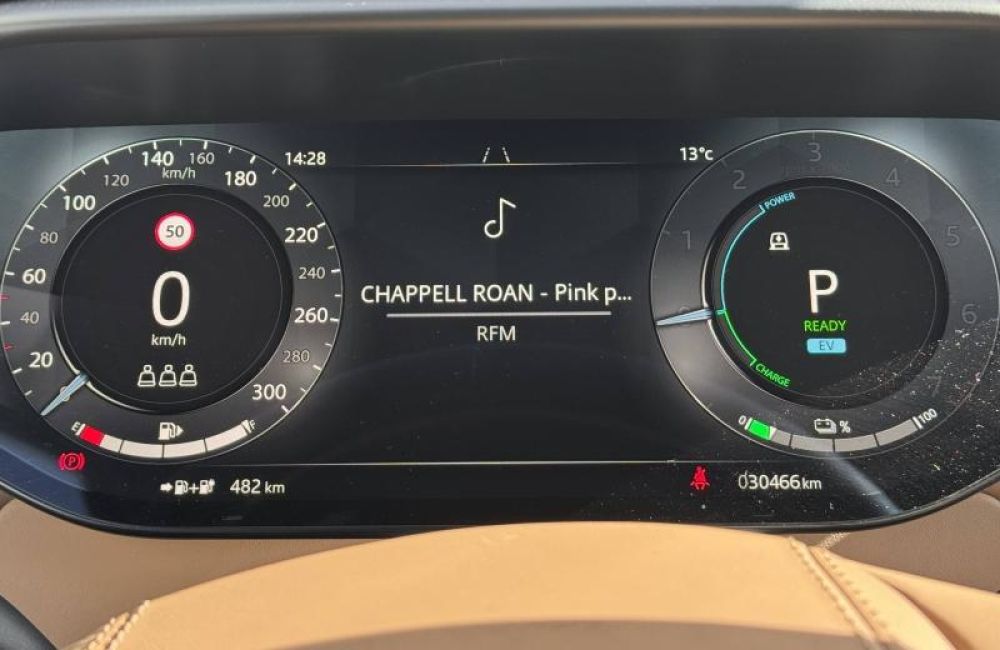 14:28
13°c
20
40
60
80
100
120
140
160
180
200
220
240
260
280
300
km/h
50
0
km/h
E
F
P
482 km
CHAPPELL ROAN - Pink p...
RFM
0
1
2
3
4
5
6
POWER
P
READY
EV
CHARGE
0
%
100
030466 km